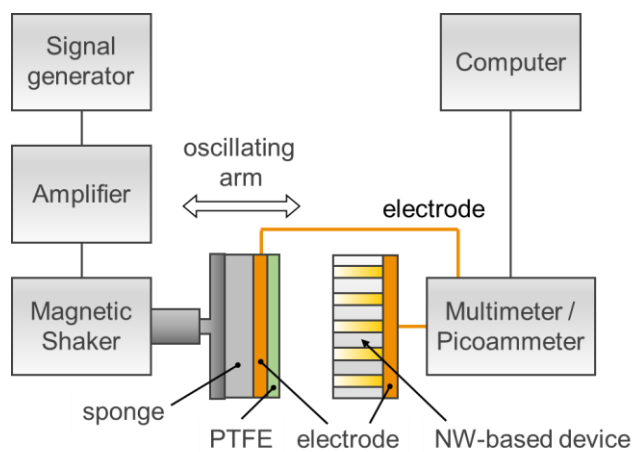 Signal
generator
Computer
Amplifier
oscillating
arm
electrode
Magnetic
Shaker
Multimeter /
Picoammeter
sponge
PTFE
electrode
NW-based device